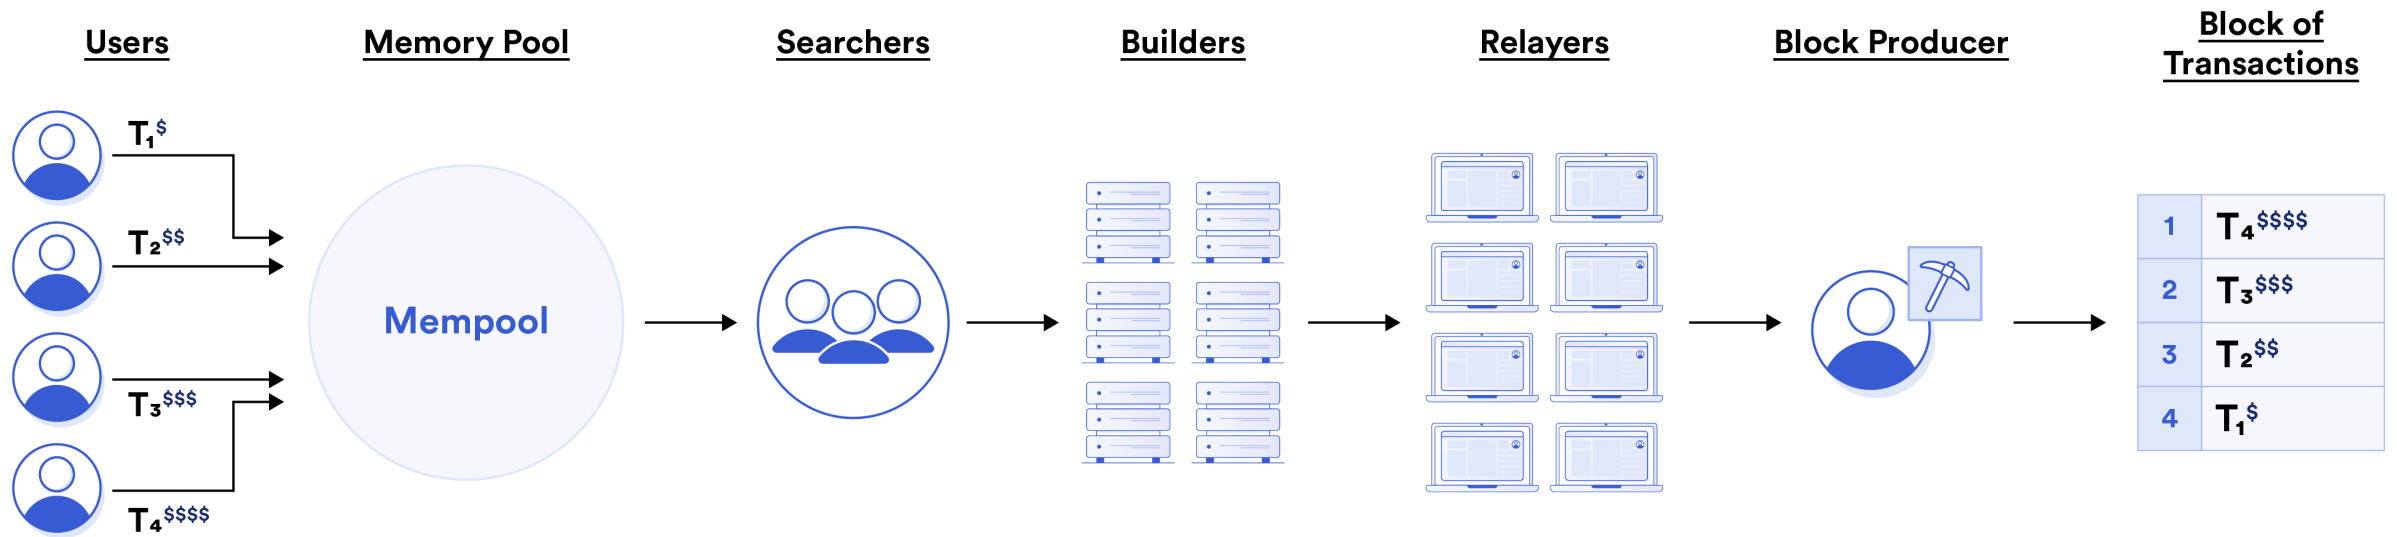 Users
Memory Pool
Searchers
Builders
Relayers
Block Producer
Block of
Transactions
T₁$
T₂$$
T₃$$$
T₄$$$$
Mempool
1 T₄$$$$
2 T₃$$$
3 T₂$$
4 T₁$